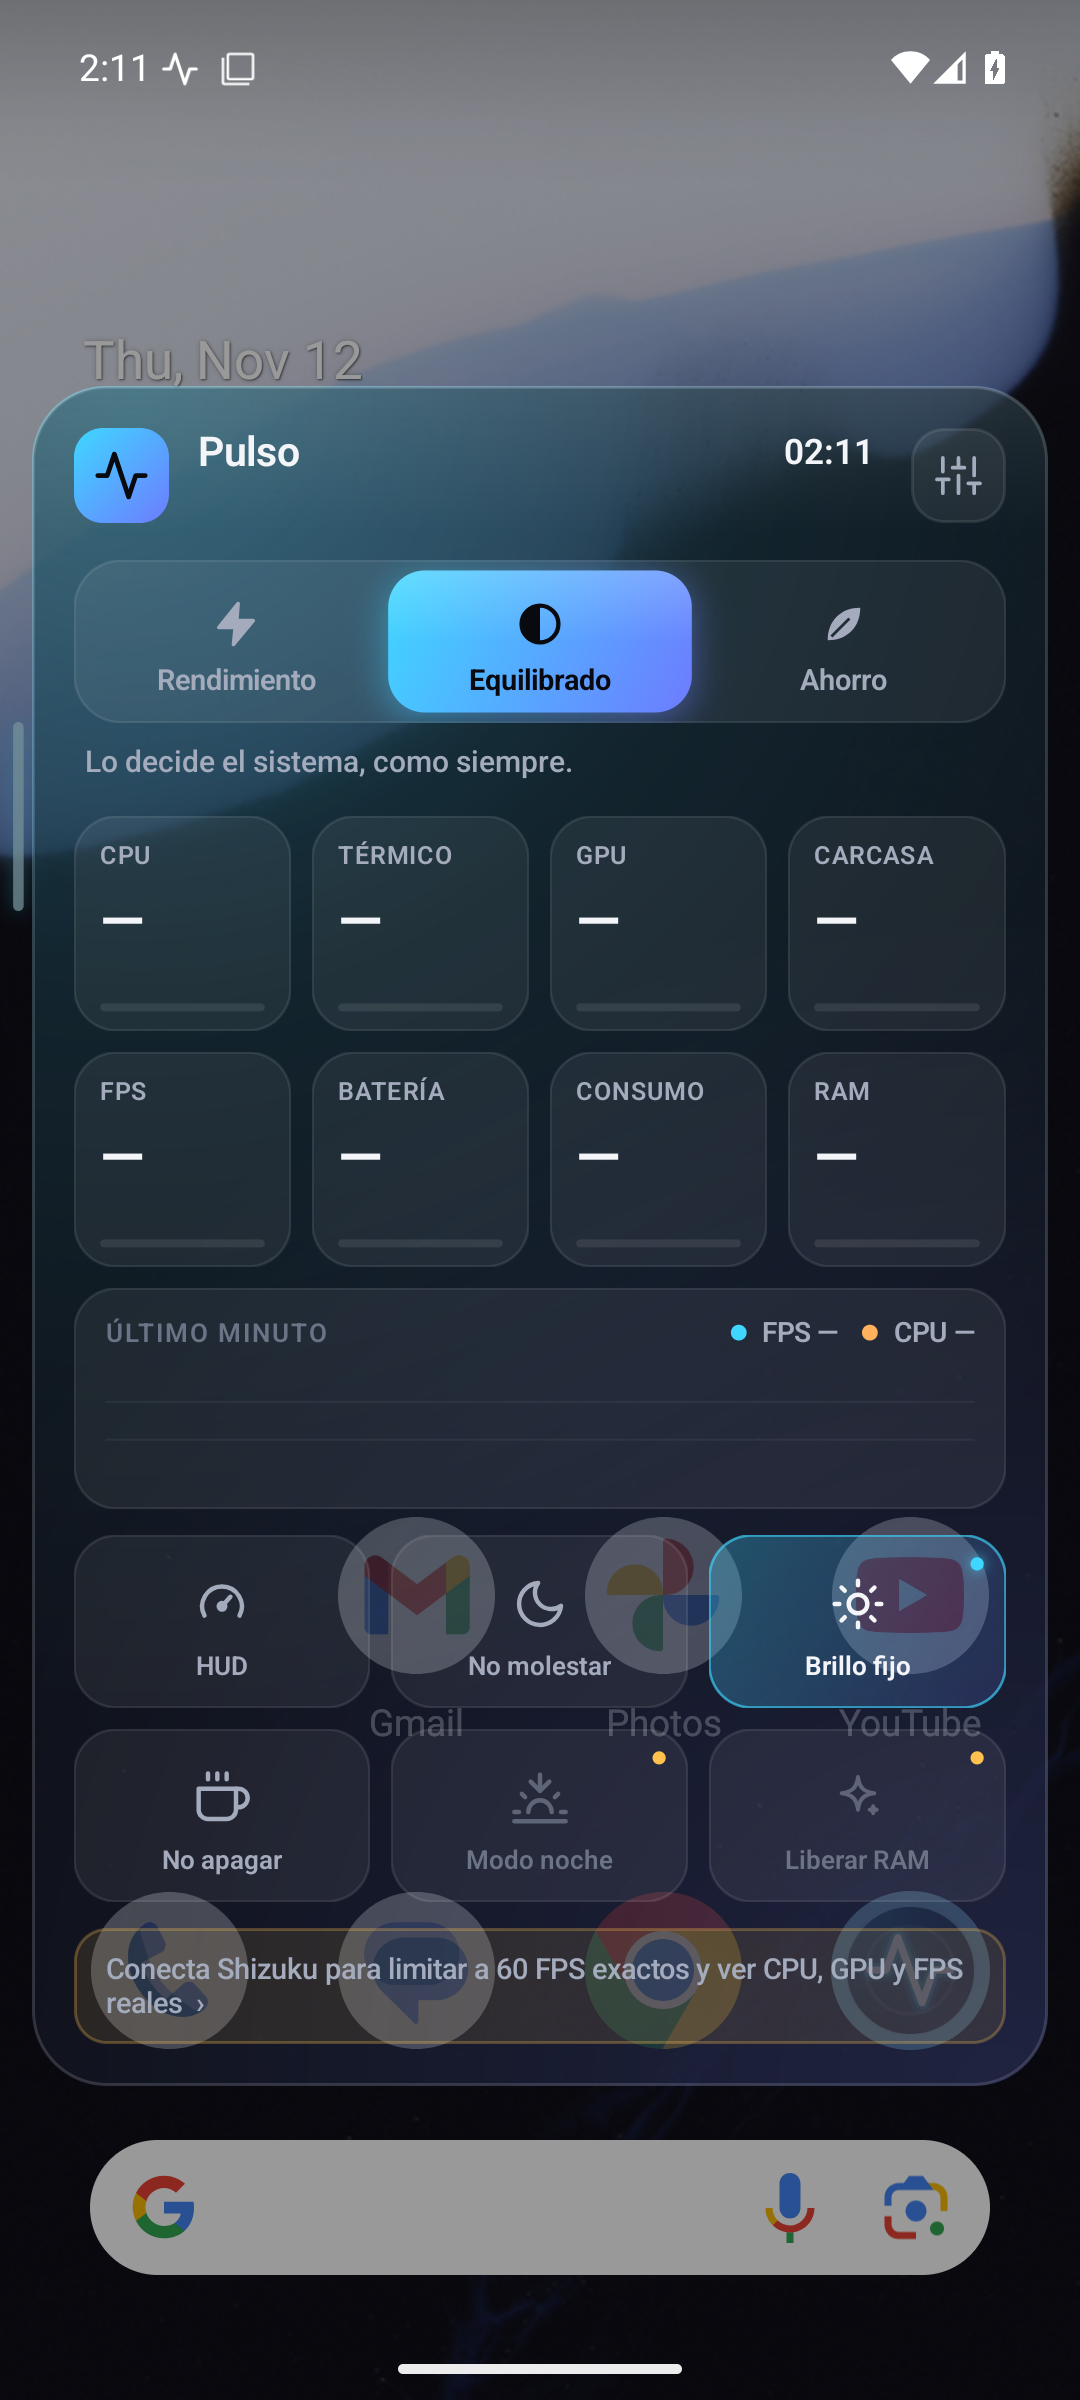 2:11
Thu, Nov 12
Pulso
02:11
Rendimiento
Equilibrado
Ahorro
Lo decide el sistema, como siempre.
CPU
TÉRMICO
GPU
CARCASA
—
—
—
—
FPS
BATERÍA
CONSUMO
RAM
—
—
—
—
ÚLTIMO MINUTO
FPS —
CPU —
HUD
No molestar
Brillo fijo
Gmail
Photos
YouTube
No apagar
Modo noche
Liberar RAM
Conecta Shizuku para limitar a 60 FPS exactos y ver CPU, GPU y FPS
reales ›